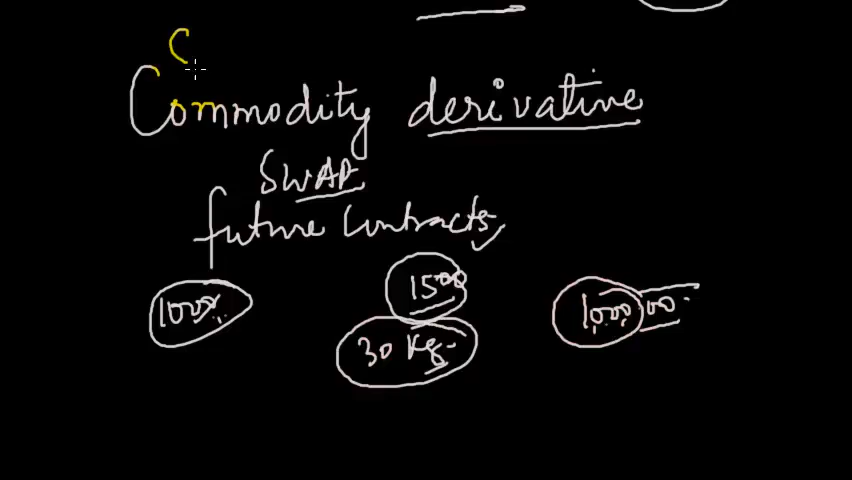 C
Commodity derivative
SWAP
future contracts
1500
30 Kg.